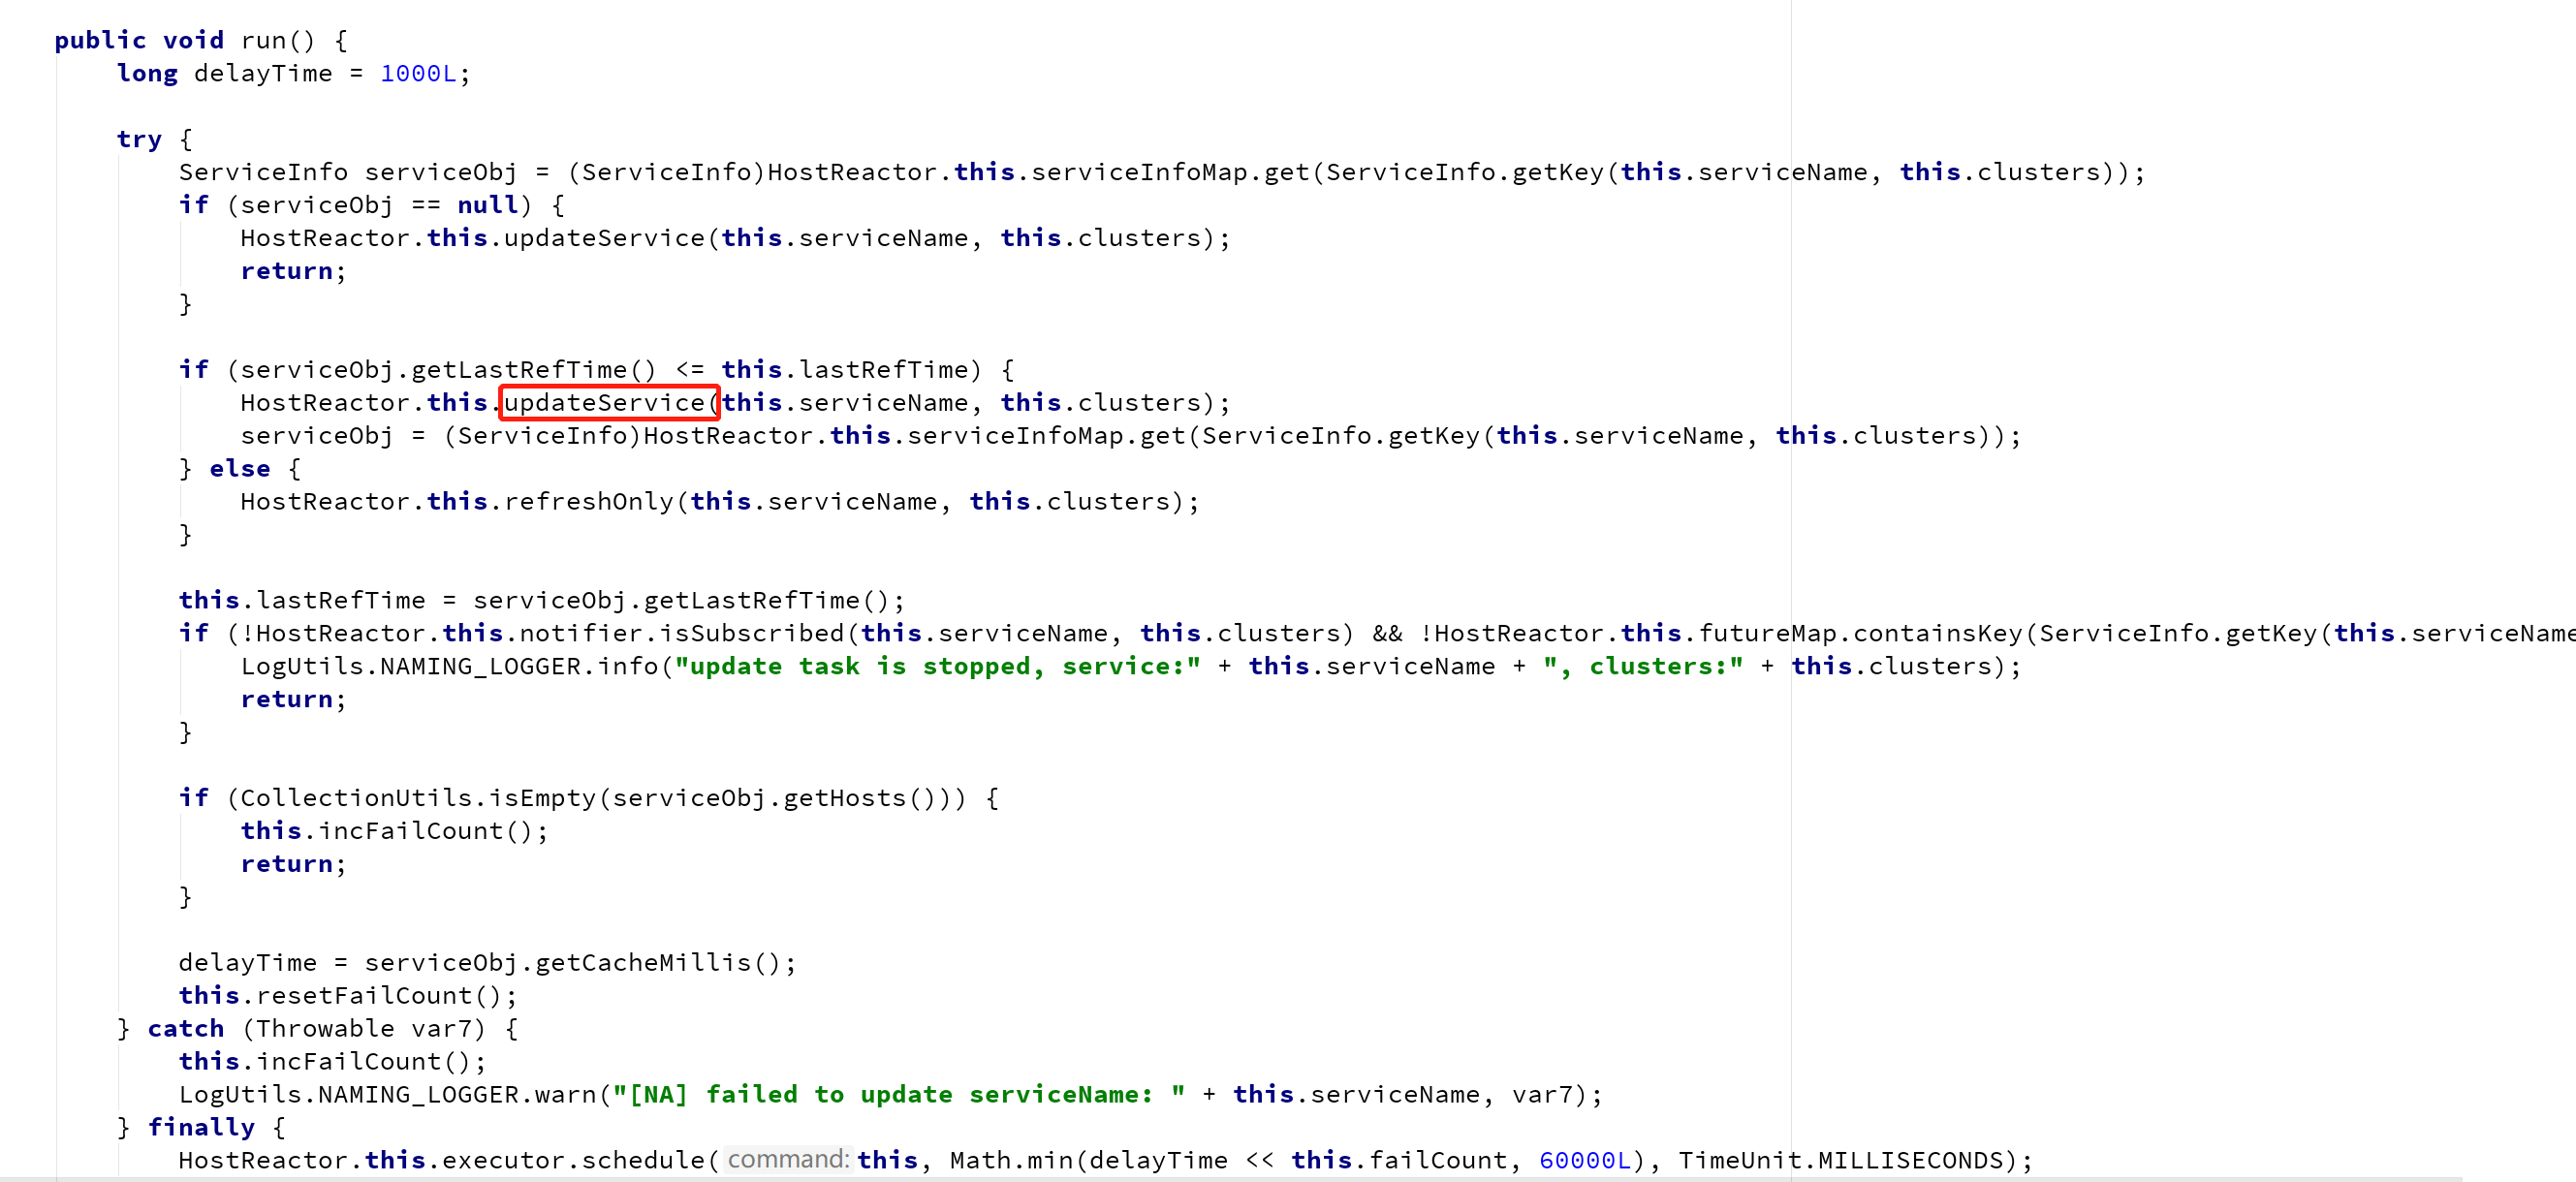 public void run() {
long delayTime = 1000L;
try {
ServiceInfo serviceObj = (ServiceInfo)HostReactor.this.serviceInfoMap.get(ServiceInfo.getKey(this.serviceName, this.clusters));
if (serviceObj == null) {
HostReactor.this.updateService(this.serviceName, this.clusters);
return;
}
if (serviceObj.getLastRefTime() <= this.lastRefTime) {
HostReactor.this.updateService(this.serviceName, this.clusters);
serviceObj = (ServiceInfo)HostReactor.this.serviceInfoMap.get(ServiceInfo.getKey(this.serviceName, this.clusters));
} else {
HostReactor.this.refreshOnly(this.serviceName, this.clusters);
}
this.lastRefTime = serviceObj.getLastRefTime();
if (!HostReactor.this.notifier.isSubscribed(this.serviceName, this.clusters) && !HostReactor.this.futureMap.containsKey(ServiceInfo.getKey(this.serviceName
LogUtils.NAMING_LOGGER.info("update task is stopped, service:" + this.serviceName + ", clusters:" + this.clusters);
return;
}
if (CollectionUtils.isEmpty(serviceObj.getHosts())) {
this.incFailCount();
return;
}
delayTime = serviceObj.getCacheMillis();
this.resetFailCount();
} catch (Throwable var7) {
this.incFailCount();
LogUtils.NAMING_LOGGER.warn("[NA] failed to update serviceName: " + this.serviceName, var7);
} finally {
HostReactor.this.executor.schedule( command: this, Math.min(delayTime << this.failCount, 60000L), TimeUnit.MILLISECONDS);